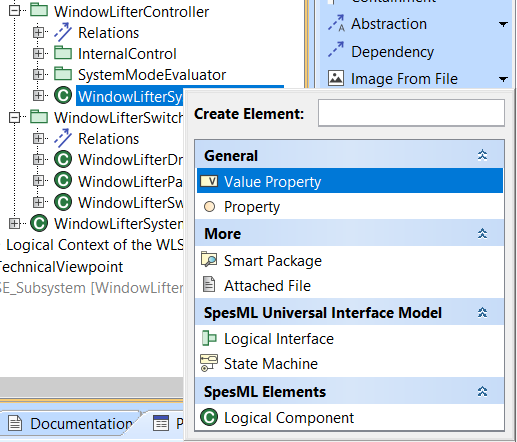 WindowLifterController
Relations
InternalControl
SystemModeEvaluator
WindowLifterSy
WindowLifterSwitch
Relations
WindowLifterDr
WindowLifterPa
WindowLifterSw
WindowLifterSystem
Logical Context of the WLS
TechnicalViewpoint
SE_Subsystem [WindowLifter
Documentation
Containment
Abstraction
Dependency
Image From File
Create Element:
General
Value Property
Property
More
Smart Package
Attached File
SpesML Universal Interface Model
Logical Interface
State Machine
SpesML Elements
Logical Component